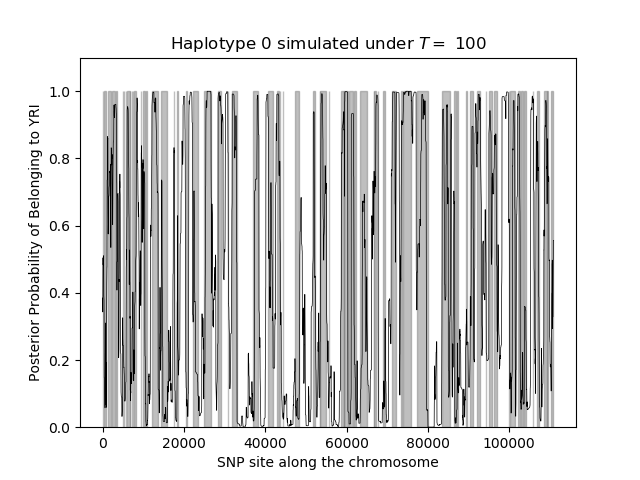 Haplotype 0 simulated under T = 100
Posterior Probability of Belonging to YRI
1.0
0.8
0.6
0.4
0.2
0.0
0 20000 40000 60000 80000 100000
SNP site along the chromosome